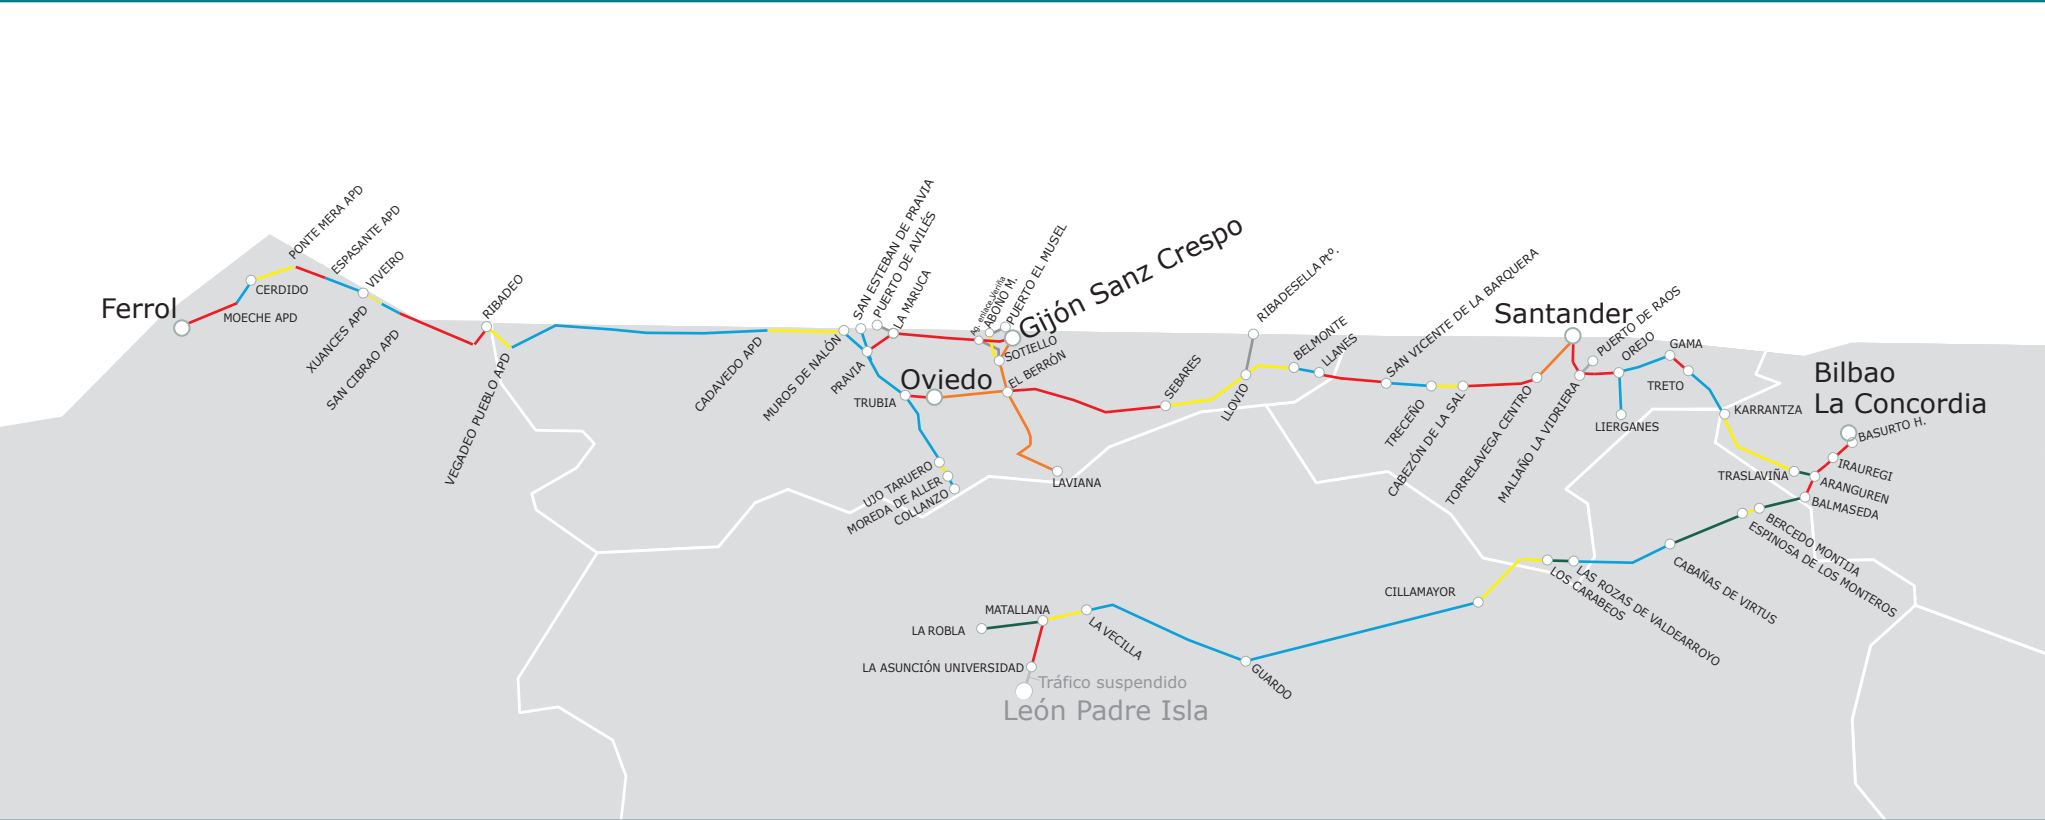 Ferrol
MOECHE APD
CERDIDO
PONTE MERA APD
ESPASANTE APD
VIVEIRO
XUANCES APD
SAN CIBRAO APD
RIBADEO
VEGADEO PUEBLO APD
CADAVEDO APD
MUROS DE NALÓN
SAN ESTEBAN DE PRAVIA
PUERTO DE AVILÉS
LA MARUCA
PRAVIA
TRUBIA
Oviedo
UJO TARUERO
MOREDA DE ALLER
COLLANZO
Ag. enlace Veriña
ABOÑO M.
PUERTO EL MUSEL
Gijón Sanz Crespo
SOTIELLO
EL BERRÓN
LAVIANA
SEBARES
LLOVIO
RIBADESELLA Ptº.
BELMONTE
LLANES
SAN VICENTE DE LA BARQUERA
TRECEÑO
CABEZÓN DE LA SAL
TORRELAVEGA CENTRO
Santander
MALIAÑO LA VIDRIERA
PUERTO DE RAOS
OREJO
LIERGANES
GAMA
TRETO
KARRANTZA
TRASLAVIÑA
Bilbao
La Concordia
BASURTO H.
IRAUREGI
ARANGUREN
BALMASEDA
BERCEDO MONTIJA
ESPINOSA DE LOS MONTEROS
CABAÑAS DE VIRTUS
LAS ROZAS DE VALDEARROYO
LOS CARABEOS
CILLAMAYOR
GUARDO
LA VECILLA
MATALLANA
LA ROBLA
LA ASUNCIÓN UNIVERSIDAD
Tráfico suspendido
León Padre Isla